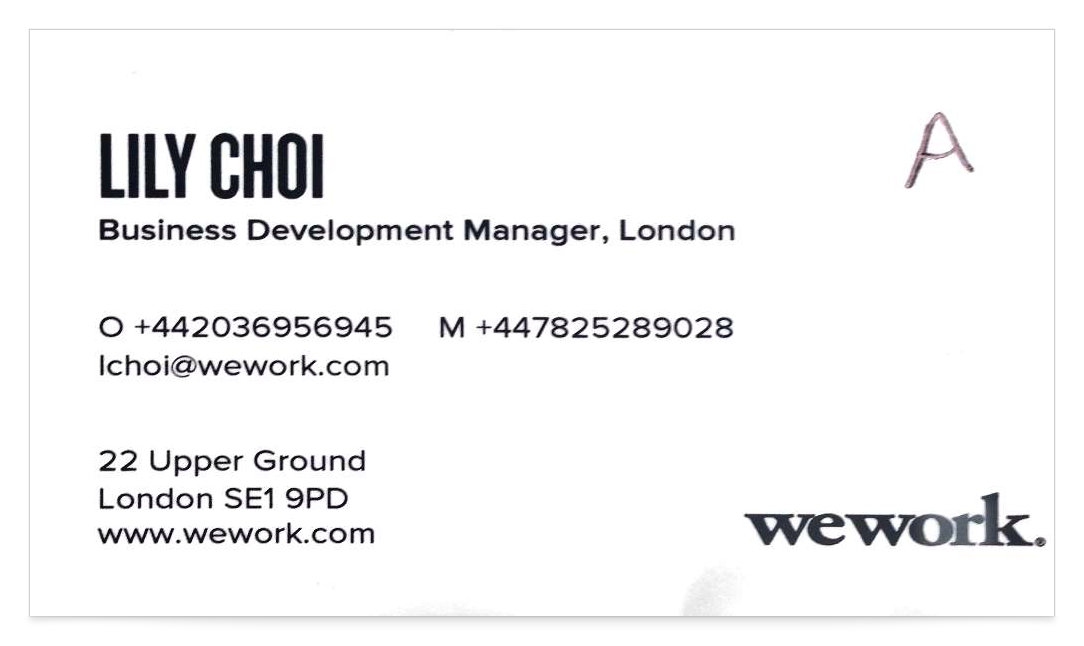 A
LILY CHOI
Business Development Manager, London
O +442036956945 M +447825289028
lchoi@wework.com
22 Upper Ground
London SE1 9PD
www.wework.com
wework.®